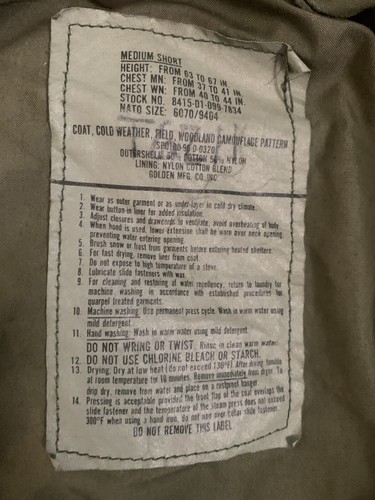 MEDIUM SHORT
HEIGHT: FROM 63 TO 67 IN.
CHEST MN: FROM 37 TO 41 IN.
CHEST WN: FROM 40 TO 44 IN.
STOCK NO. 8415-01-099-7834
NATO SIZE: 6070/9404
COAT, COLD WEATHER, FIELD, WOODLAND CAMOUFLAGE PATTERN
OUTERSHELL: 50% COTTON 50% NYLON
LINING: NYLON COTTON BLEND
GOLDEN MFG. CO. INC.
1. Wear as outer garment or as under-layer in cold dry climate.
2. Wear button-in liner for added insulation.
3. Adjust closures and drawcords to ventilate, avoid overheating of body.
4. When hood is used, lower extension shall be worn over neck opening,
preventing water entering opening.
5. Brush snow or frost from garments before entering heated shelters.
6. For fast drying, remove liner from coat.
7. Do not expose to high temperature of a stove.
8. Lubricate slide fasteners with wax.
9. For cleaning and restoring of water repellency, return to laundry for
machine washing in accordance with established procedures for
quarpel treated garments.
10. Machine washing: Use permanent press cycle. Wash in warm water using
mild detergent.
11. Hand washing: Wash in warm water using mild detergent.
DO NOT WRING OR TWIST. Rinse in clean warm water.
12. DO NOT USE CHLORINE BLEACH OR STARCH.
13. Drying: Dry at low heat (do not exceed 130°F). After drying, tumble
at room temperature for 10 minutes. Remove immediately from dryer. To
drip dry, remove from water and place on a rustproof hanger.
14. Pressing is acceptable provided the front flap of the coat overlaps the
slide fastener and the temperature of the steam press does not exceed
300°F when using a hand iron, do not use over nylon slide fastener.
DO NOT REMOVE THIS LABEL